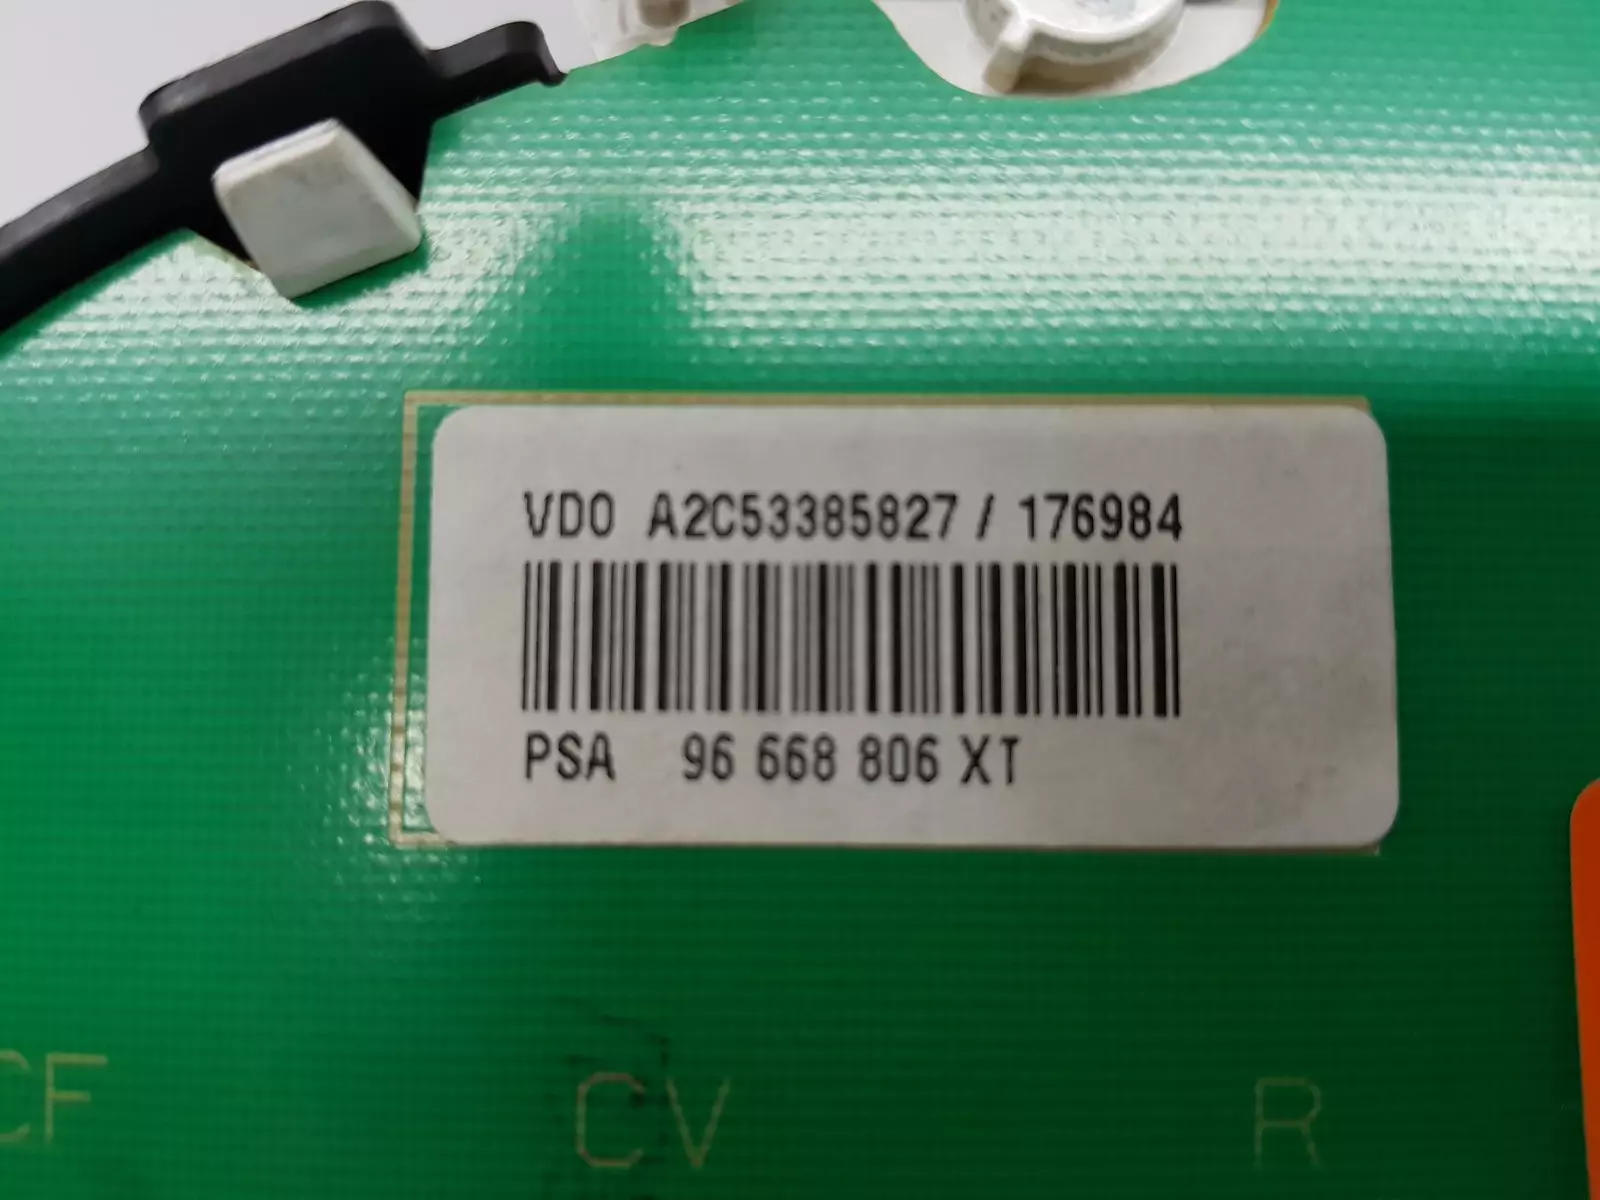 VDO A2C53385827 / 176984
PSA 96 668 806 XT
CF CV R